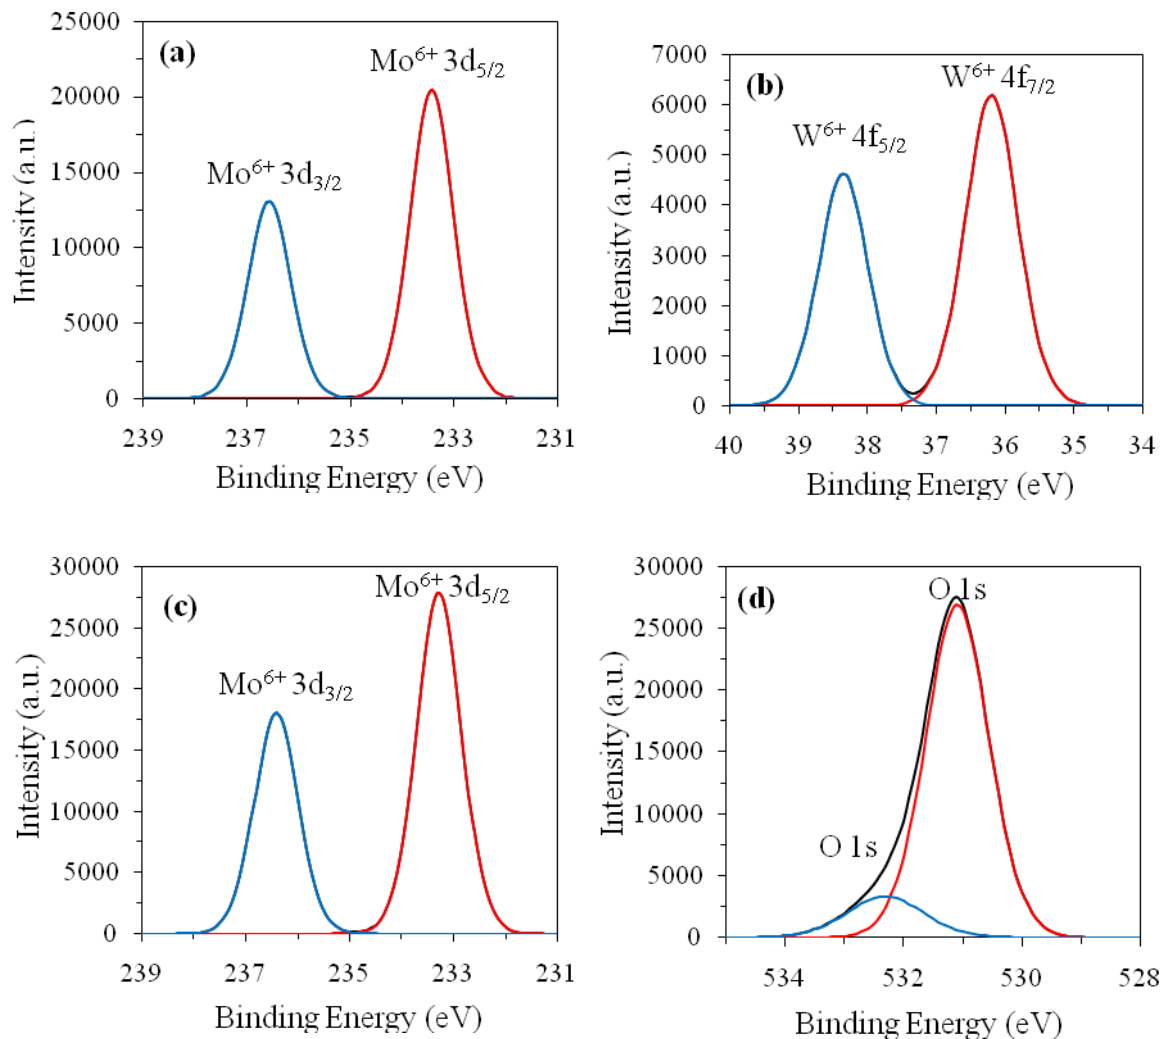 (a)
Mo⁶⁺ 3d₅/₂
Mo⁶⁺ 3d₃/₂
25000
20000
15000
10000
5000
0
239 237 235 233 231
Intensity (a.u.)
Binding Energy (eV)
(b)
W⁶⁺ 4f₇/₂
W⁶⁺ 4f₅/₂
7000
6000
5000
4000
3000
2000
1000
0
40 39 38 37 36 35 34
Intensity (a.u.)
Binding Energy (eV)
(c)
Mo⁶⁺ 3d₅/₂
Mo⁶⁺ 3d₃/₂
30000
25000
20000
15000
10000
5000
0
239 237 235 233 231
Intensity (a.u.)
Binding Energy (eV)
(d)
O 1s
O 1s
30000
25000
20000
15000
10000
5000
0
534 532 530 528
Intensity (a.u.)
Binding Energy (eV)